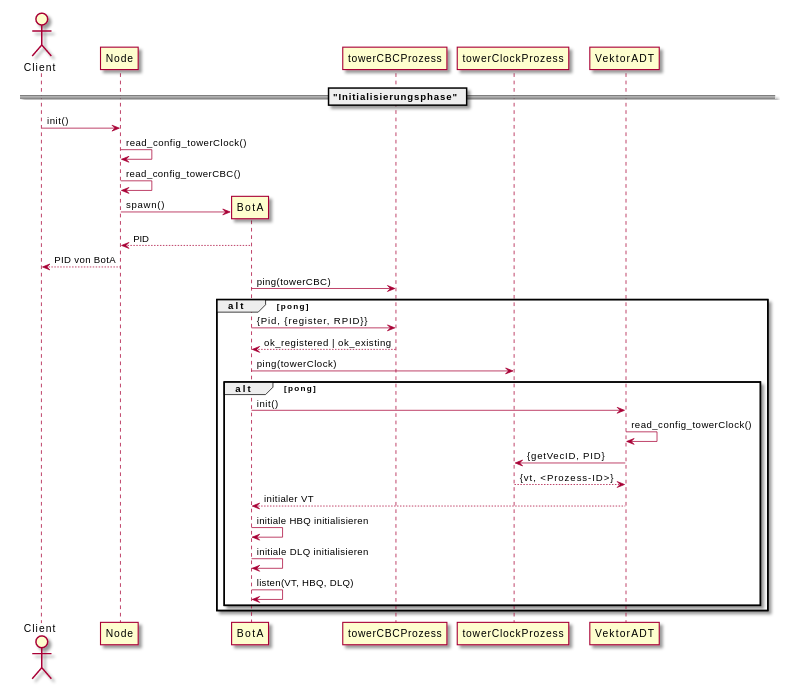 Client
Node
towerCBCProzess
towerClockProzess
VektorADT
"Initialisierungsphase"
init()
read_config_towerClock()
read_config_towerCBC()
spawn()
BotA
PID
PID von BotA
ping(towerCBC)
alt [pong]
{Pid, {register, RPID}}
ok_registered | ok_existing
ping(towerClock)
alt [pong]
init()
read_config_towerClock()
{getVecID, PID}
{vt, <Prozess-ID>}
initialer VT
initiale HBQ initialisieren
initiale DLQ initialisieren
listen(VT, HBQ, DLQ)
Client
Node
BotA
towerCBCProzess
towerClockProzess
VektorADT